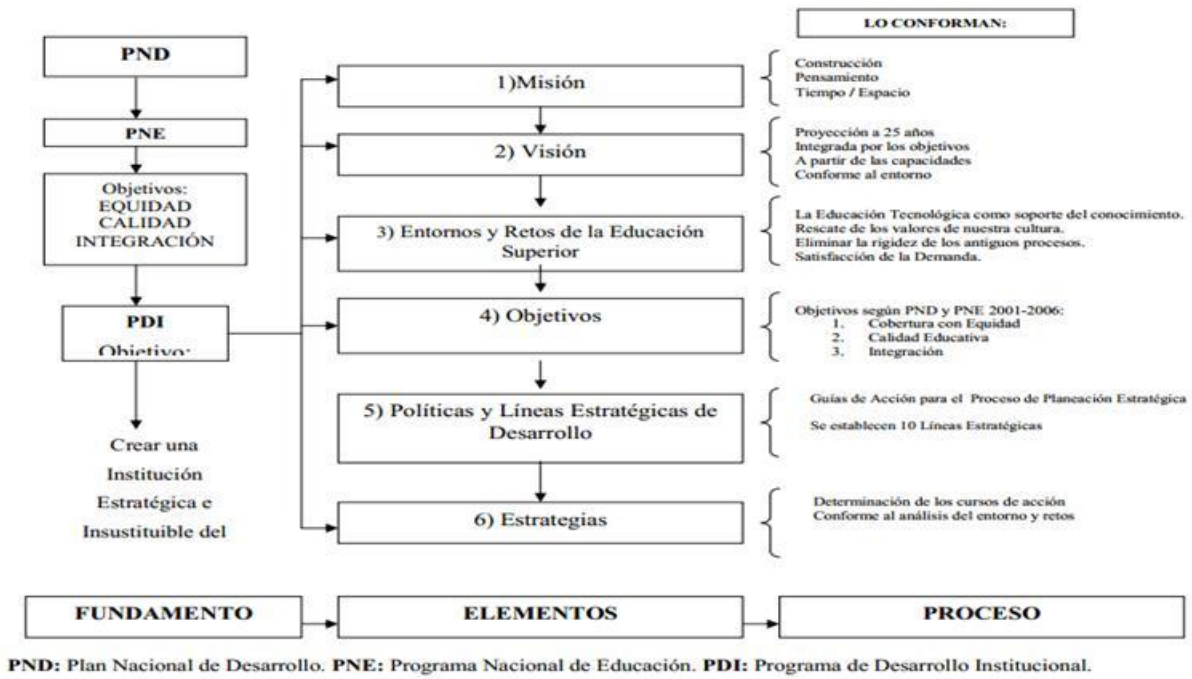 PND
PNE
Objetivos:
EQUIDAD
CALIDAD
INTEGRACIÓN
PDI
Objetivo:
Crear una
Institución
Estratégica e
Insustituible del
1)Misión
2) Visión
3) Entornos y Retos de la Educación
Superior
4) Objetivos
5) Políticas y Líneas Estratégicas de
Desarrollo
6) Estrategias
LO CONFORMAN:
Construcción
Pensamiento
Tiempo / Espacio
Proyección a 25 años
Integrada por los objetivos
A partir de las capacidades
Conforme al entorno
La Educación Tecnológica como soporte del conocimiento.
Rescate de los valores de nuestra cultura.
Eliminar la rigidez de los antiguos procesos.
Satisfacción de la Demanda.
Objetivos según PND y PNE 2001-2006:
1. Cobertura con Equidad
2. Calidad Educativa
3. Integración
Guías de Acción para el Proceso de Planeación Estratégica
Se establecen 10 Líneas Estratégicas
Determinación de los cursos de acción
Conforme al análisis del entorno y retos
FUNDAMENTO
ELEMENTOS
PROCESO
PND: Plan Nacional de Desarrollo. PNE: Programa Nacional de Educación. PDI: Programa de Desarrollo Institucional.